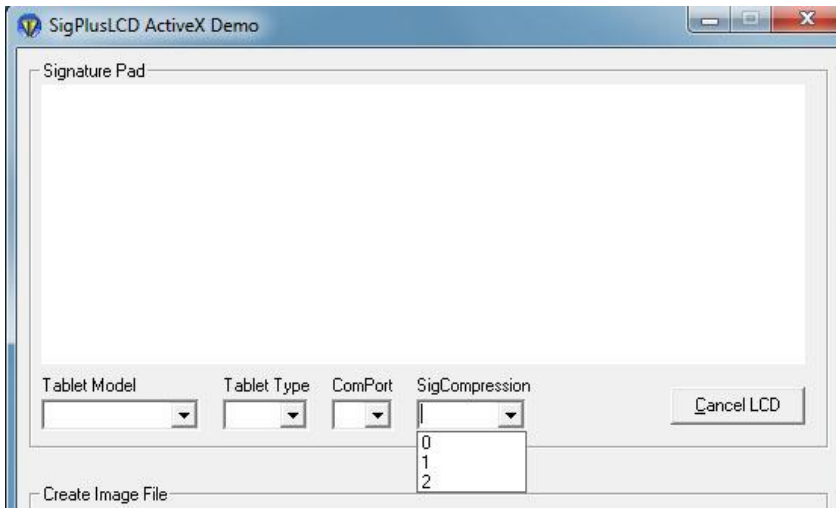 SigPlusLCD ActiveX Demo
Signature Pad
Tablet Model Tablet Type ComPort SigCompression
Cancel LCD
0
1
2
Create Image File